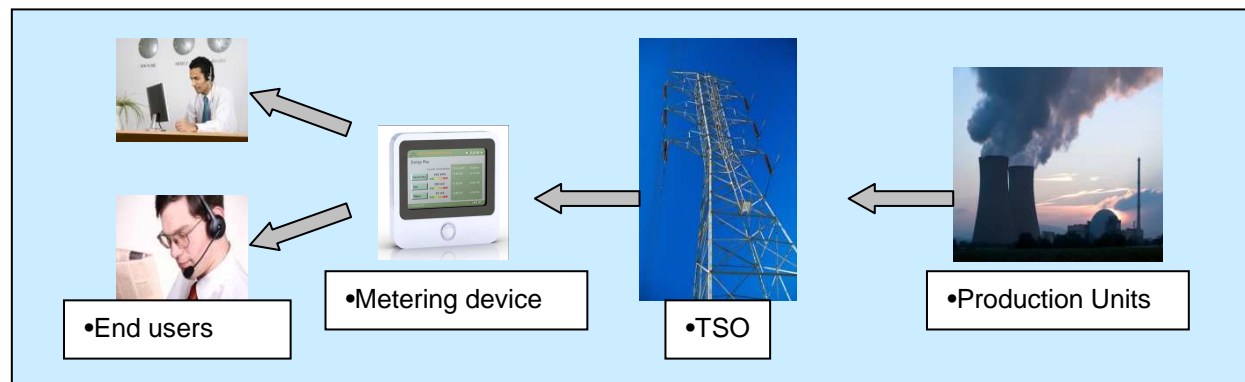 •End users
•Metering device
•TSO
•Production Units